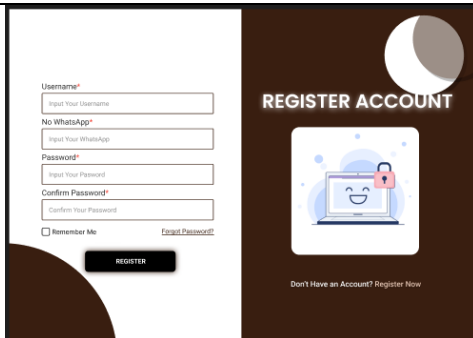 Username*
Input Your Username
No WhatsApp*
Input Your WhatsApp
Password*
Input Your Password
Confirm Password*
Confirm Your Password
Remember Me
Forgot Password?
REGISTER
REGISTER ACCOUNT
Don't Have an Account? Register Now